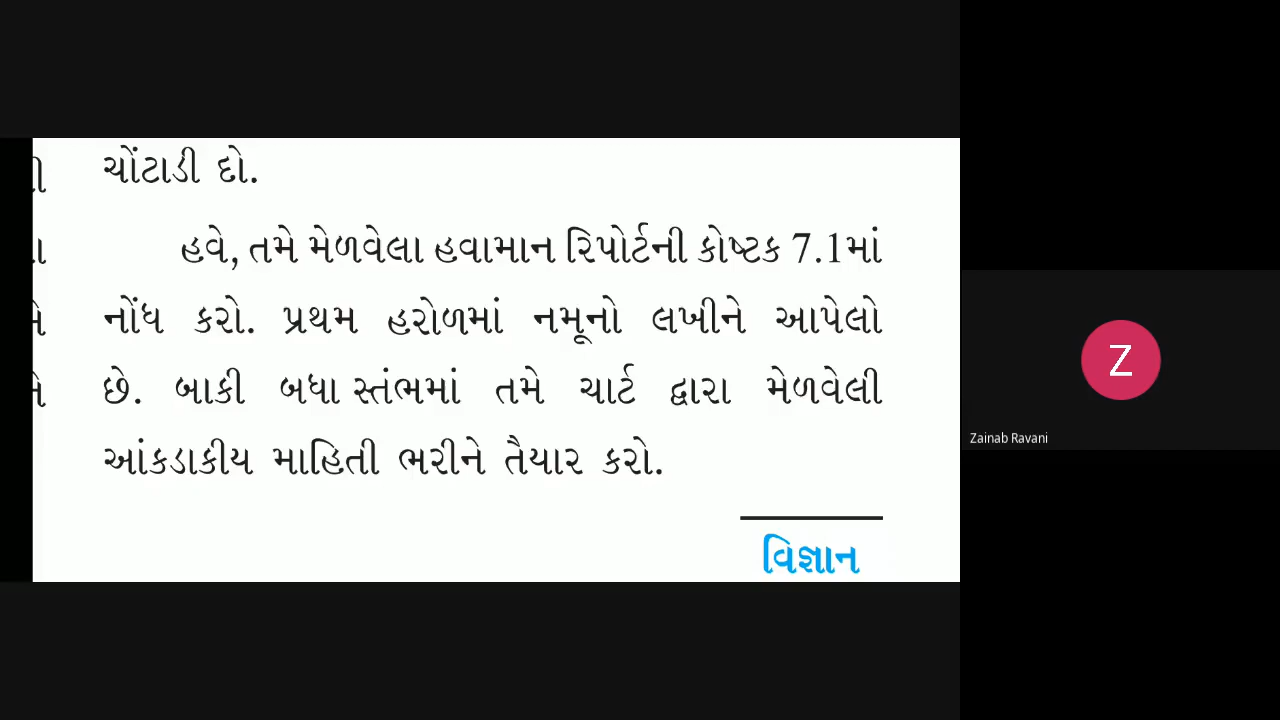 ચોંટાડી દો.
હવે, તમે મેળવેલા હવામાન રિપોર્ટની કોષ્ટક 7.1માં
નોંધ કરો. પ્રથમ હરોળમાં નમૂનો લખીને આપેલો
છે. બાકી બધા સ્તંભમાં તમે ચાર્ટ દ્વારા મેળવેલી
આંકડાકીય માહિતી ભરીને તૈયાર કરો.
વિજ્ઞાન
Z
Zainab Ravani